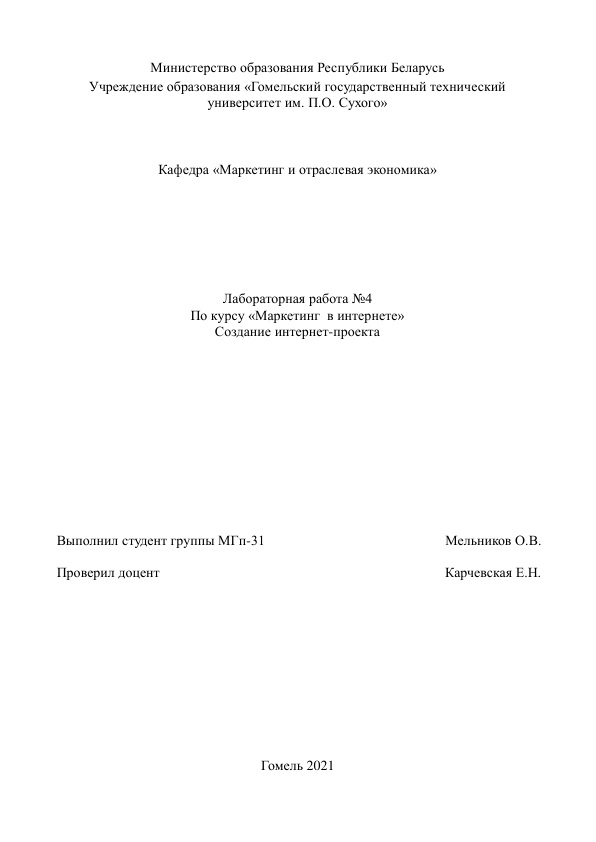 Министерство образования Республики Беларусь
Учреждение образования «Гомельский государственный технический
университет им. П.О. Сухого»
Кафедра «Маркетинг и отраслевая экономика»
Лабораторная работа №4
По курсу «Маркетинг в интернете»
Создание интернет-проекта
Выполнил студент группы МГп-31 Мельников О.В.
Проверил доцент Карчевская Е.Н.
Гомель 2021